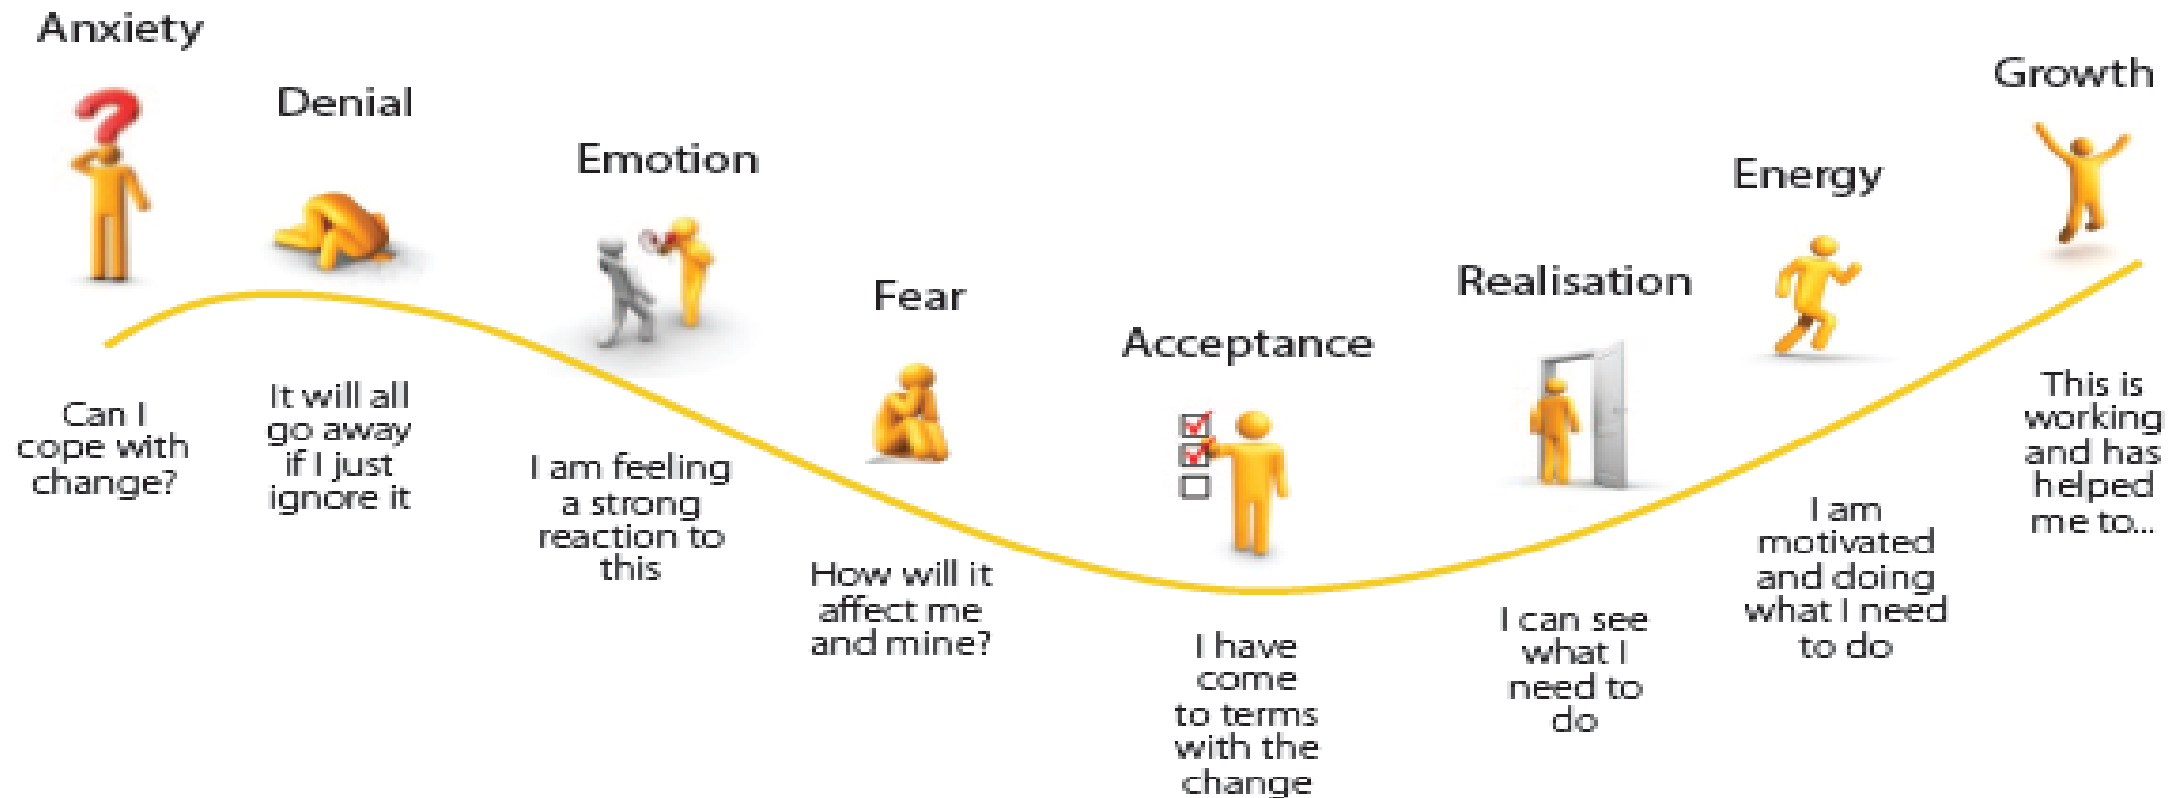 Anxiety
Can I
cope with
change?
Denial
It will all
go away
if I just
ignore it
Emotion
I am feeling
a strong
reaction to
this
Fear
How will it
affect me
and mine?
Acceptance
I have
come
to terms
with the
change
Realisation
I can see
what I
need to
do
Energy
I am
motivated
and doing
what I need
to do
Growth
This is
working
and has
helped
me to...